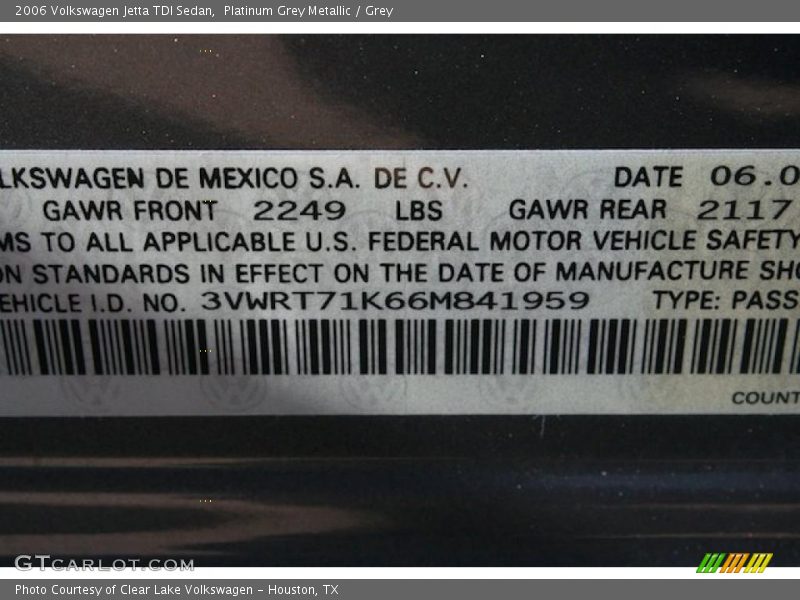 2006 Volkswagen Jetta TDI Sedan, Platinum Grey Metallic / Grey
LKSWAGEN DE MEXICO S.A. DE C.V. DATE 06.0
GAWR FRONT 2249 LBS GAWR REAR 2117
MS TO ALL APPLICABLE U.S. FEDERAL MOTOR VEHICLE SAFETY
ON STANDARDS IN EFFECT ON THE DATE OF MANUFACTURE SHO
EHICLE I.D. NO. 3VWRT71K66M841959 TYPE: PASS
COUNT
GTCARLOT.COM
Photo Courtesy of Clear Lake Volkswagen – Houston, TX